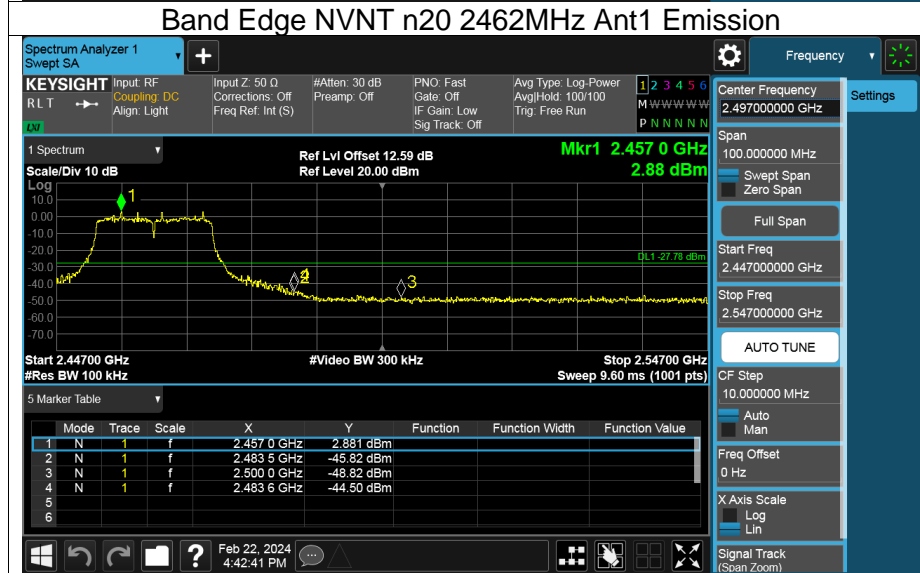 Band Edge NVNT n20 2462MHz Ant1 Emission
Spectrum Analyzer 1
Swept SA
+
Frequency
KEYSIGHT
RLT
LXI
Input: RF
Coupling: DC
Align: Light
Input Z: 50 Ω
Corrections: Off
Freq Ref: Int (S)
#Atten: 30 dB
Preamp: Off
PNO: Fast
Gate: Off
IF Gain: Low
Sig Track: Off
Avg Type: Log-Power
Avg|Hold: 100/100
Trig: Free Run
1 2 3 4 5 6
M W W W W W
P N N N N N
Center Frequency
2.497000000 GHz
Settings
1 Spectrum
Scale/Div 10 dB
Ref Lvl Offset 12.59 dB
Ref Level 20.00 dBm
Mkr1 2.457 0 GHz
2.88 dBm
Span
100.000000 MHz
Swept Span
Zero Span
Full Span
Start Freq
2.447000000 GHz
Stop Freq
2.547000000 GHz
AUTO TUNE
CF Step
10.000000 MHz
Auto
Man
Freq Offset
0 Hz
X Axis Scale
Log
Lin
Signal Track
(Span Zoom)
Log
10.0
0.00
-10.0
-20.0
-30.0
-40.0
-50.0
-60.0
-70.0
1
2
3
DL1 -27.78 dBm
Start 2.44700 GHz
#Res BW 100 kHz
#Video BW 300 kHz
Stop 2.54700 GHz
Sweep 9.60 ms (1001 pts)
5 Marker Table
Mode Trace Scale X Y Function Function Width Function Value
1 N 1 f 2.457 0 GHz 2.881 dBm
2 N 1 f 2.483 5 GHz -45.82 dBm
3 N 1 f 2.500 0 GHz -48.82 dBm
4 N 1 f 2.483 6 GHz -44.50 dBm
5
6
?
Feb 22, 2024
4:42:41 PM